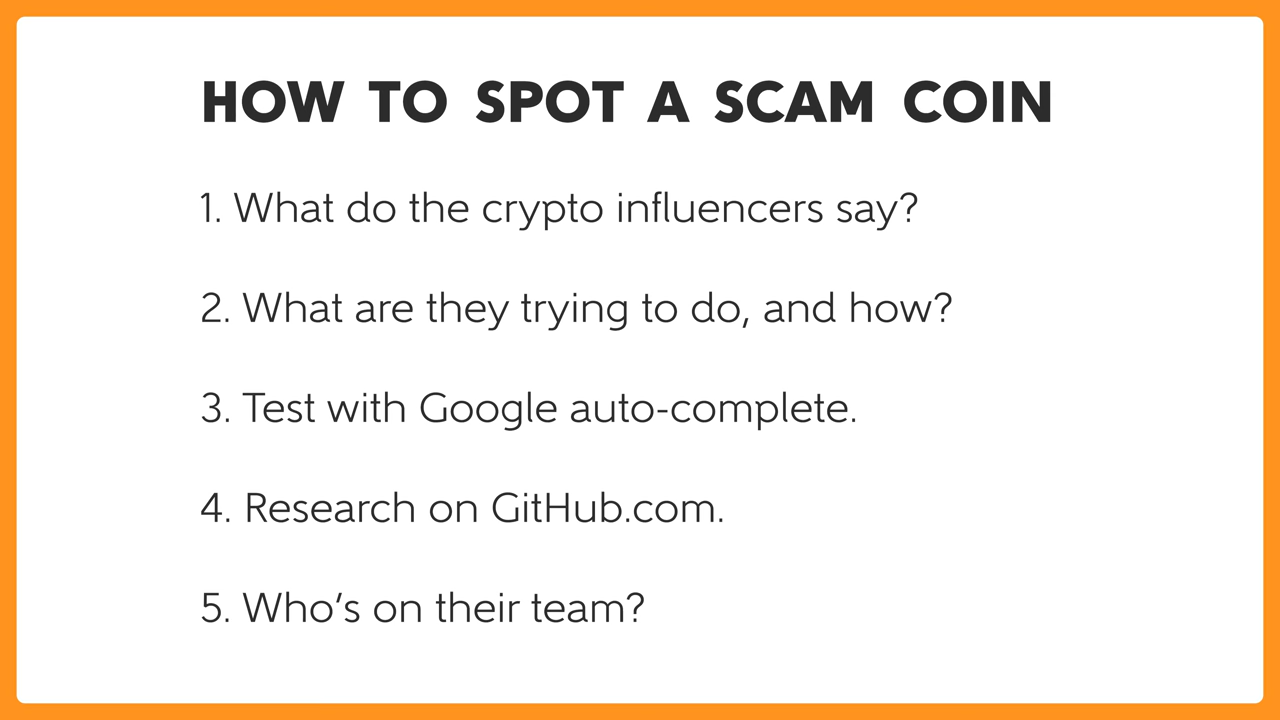 HOW TO SPOT A SCAM COIN
1. What do the crypto influencers say?
2. What are they trying to do, and how?
3. Test with Google auto-complete.
4. Research on GitHub.com.
5. Who’s on their team?